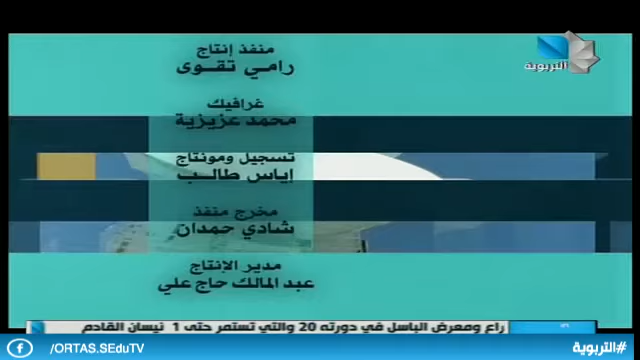 التربوية
منفذ إنتاج
رامي تقوى
غرافيك
محمد عزيزية
تسجيل ومونتاج
إياس طالب
مخرج منفذ
شادي حمدان
مدير الإنتاج
عبد المالك حاج علي
راع ومعرض الباسل في دورته 20 والتي تستمر حتى 1 نيسان القادم
/ORTAS.SEduTV
#التربوية